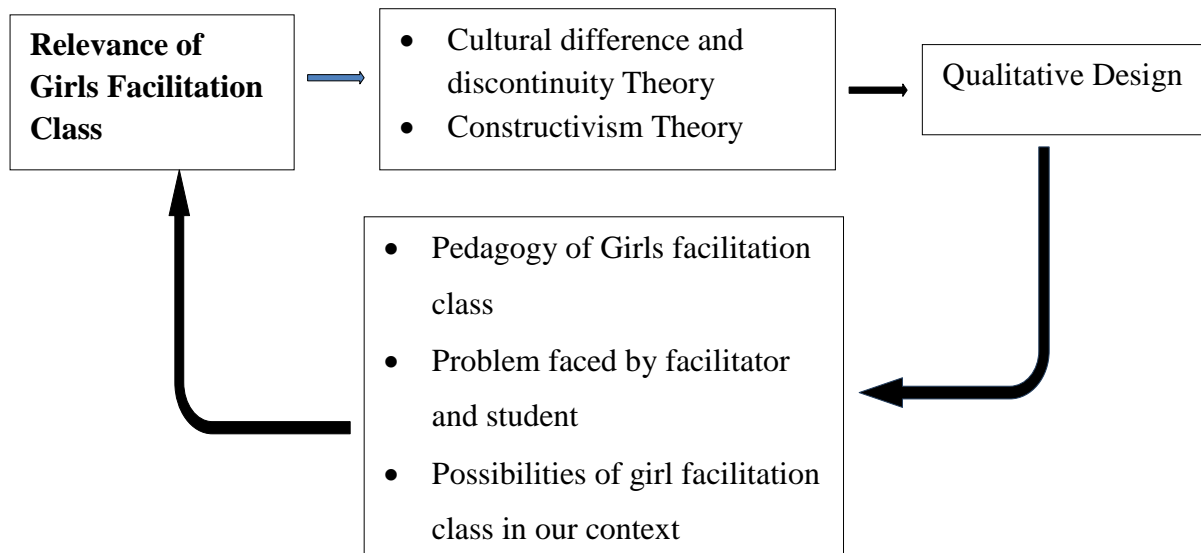 Relevance of
Girls Facilitation
Class
• Cultural difference and
discontinuity Theory
• Constructivism Theory
Qualitative Design
• Pedagogy of Girls facilitation
class
• Problem faced by facilitator
and student
• Possibilities of girl facilitation
class in our context